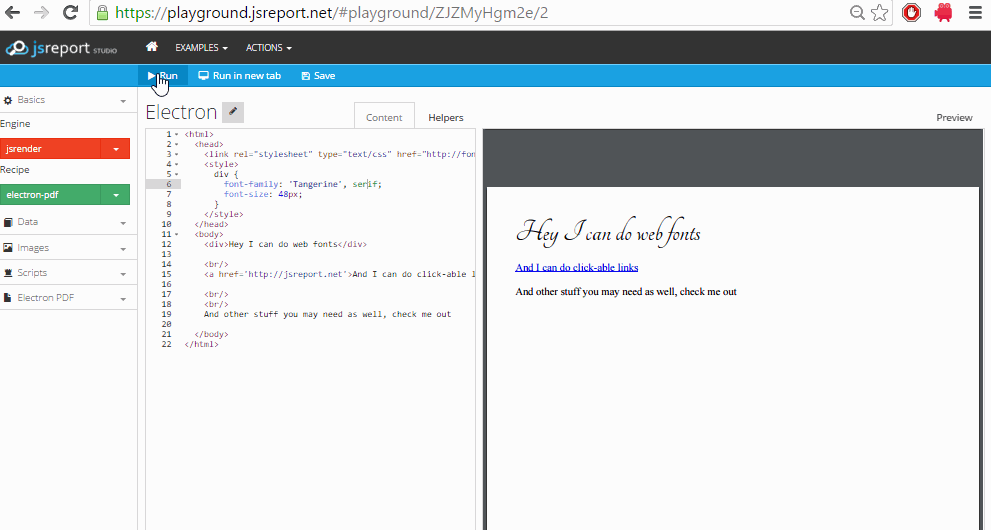 https://playground.jsreport.net/#playground/ZJZMyHgm2e/2
jsreport STUDIO EXAMPLES ACTIONS
Run Run in new tab Save
Basics
Engine
jsrender
Recipe
electron-pdf
Data
Images
Scripts
Electron PDF
Electron
Content Helpers Preview
1 <html>
2 <head>
3 <link rel="stylesheet" type="text/css" href="http://fon
4 <style>
5 div {
6 font-family: 'Tangerine', serif;
7 font-size: 48px;
8 }
9 </style>
10 </head>
11 <body>
12 <div>Hey I can do web fonts</div>
13
14 <br/>
15 <a href='http://jsreport.net'>And I can do click-able l
16
17 <br/>
18 <br/>
19 And other stuff you may need as well, check me out
20
21 </body>
22 </html>
Hey I can do web fonts
And I can do click-able links
And other stuff you may need as well, check me out